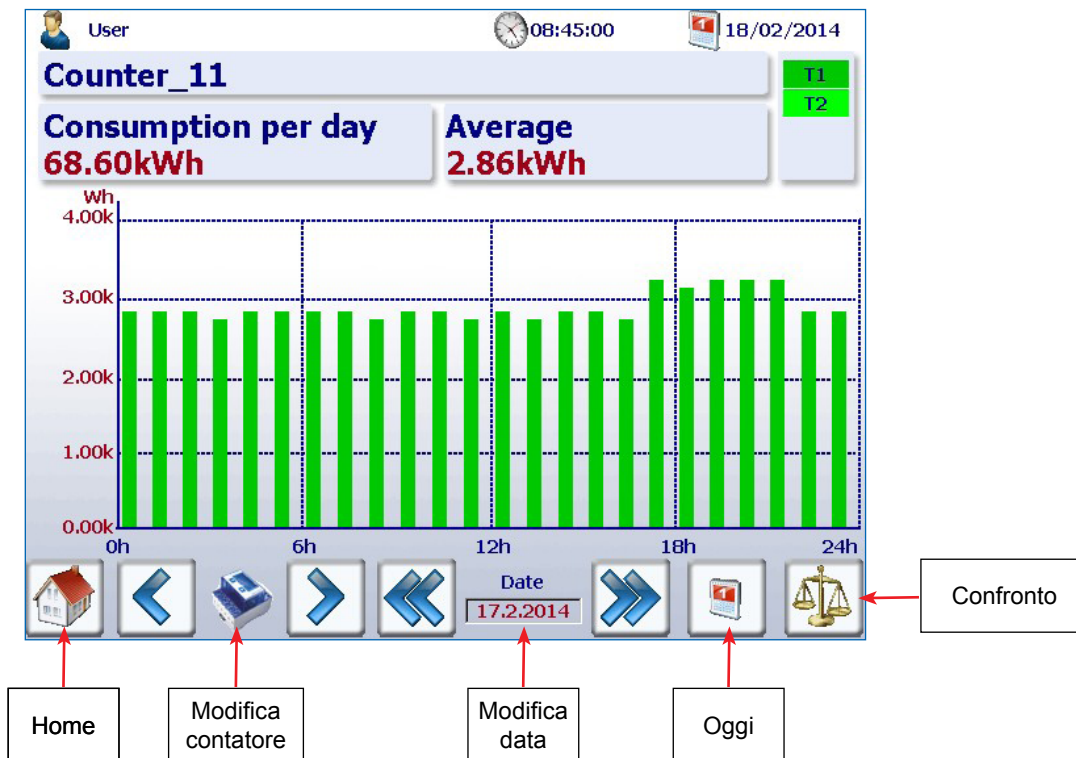 User
08:45:00
18/02/2014
Counter_11
T1
T2
Consumption per day
68.60kWh
Average
2.86kWh
Wh
4.00k
3.00k
2.00k
1.00k
0.00k
0h
6h
12h
18h
24h
Date
17.2.2014
Confronto
Home
Modifica
contatore
Modifica
data
Oggi